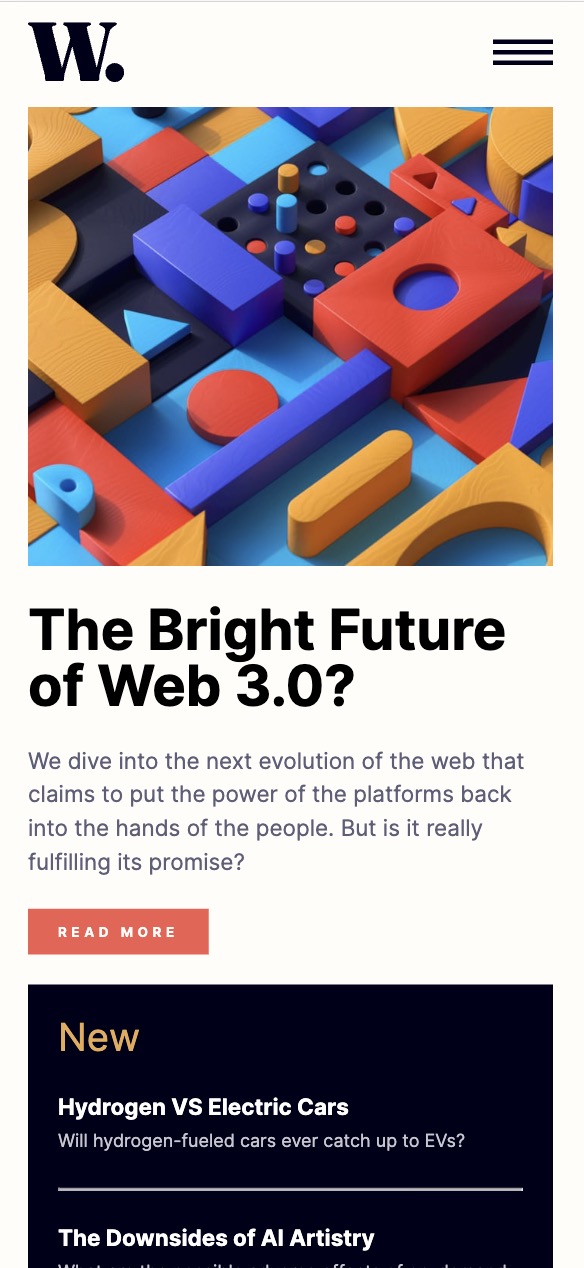 W.
The Bright Future
of Web 3.0?
We dive into the next evolution of the web that
claims to put the power of the platforms back
into the hands of the people. But is it really
fulfilling its promise?
READ MORE
New
Hydrogen VS Electric Cars
Will hydrogen-fueled cars ever catch up to EVs?
The Downsides of AI Artistry